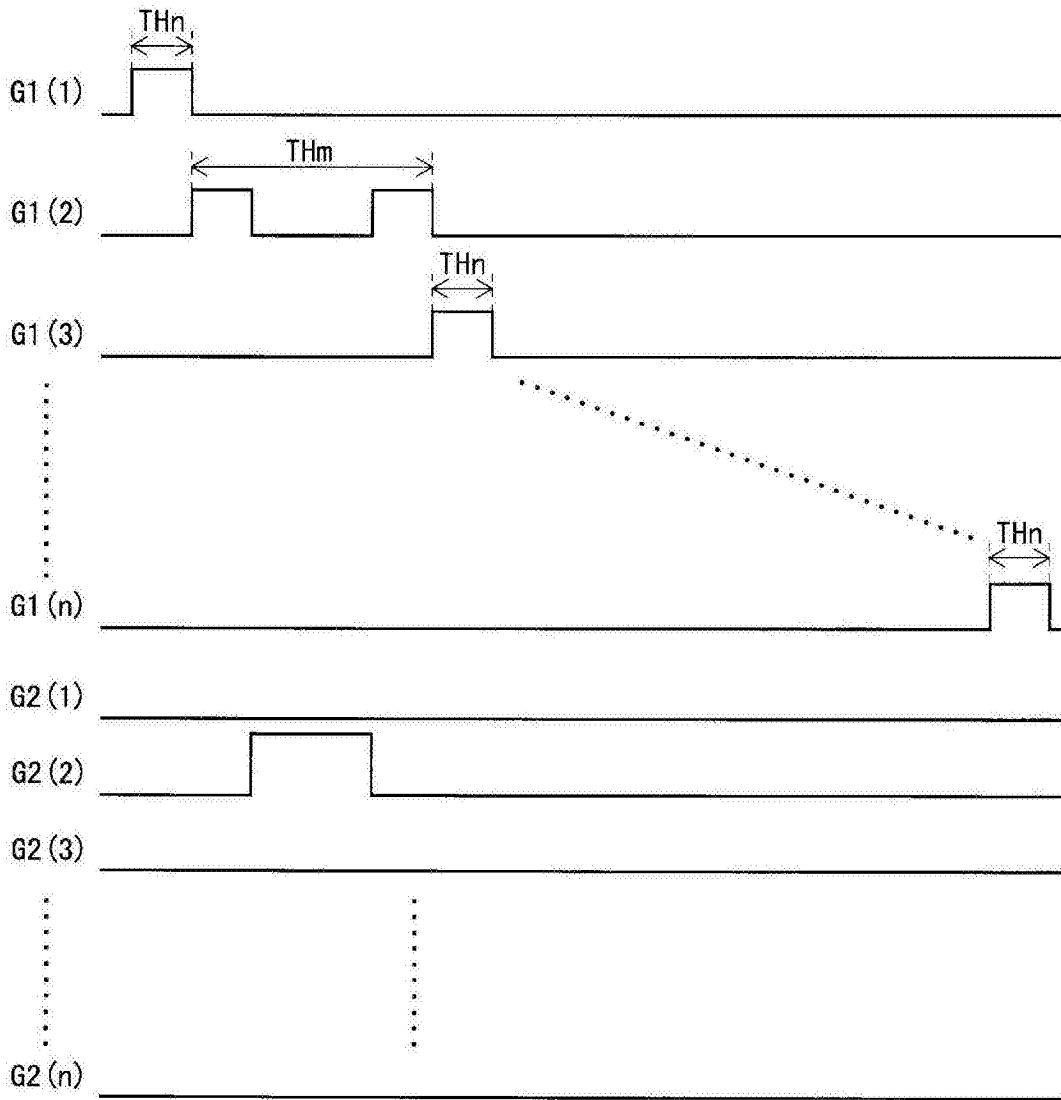 THn
G1(1)
THm
G1(2)
THn
G1(3)
THn
G1(n)
G2(1)
G2(2)
G2(3)
G2(n)